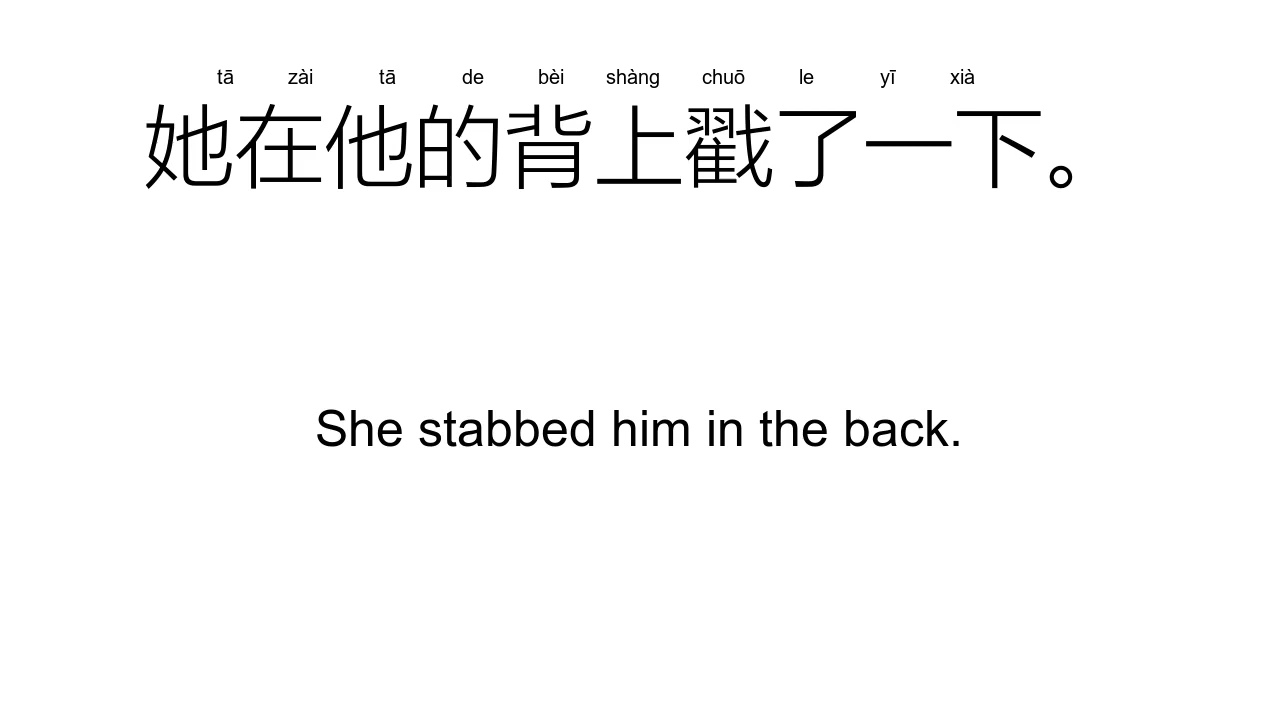 tā zài tā de bèi shàng chuō le yī xià
她在他的背上戳了一下。
She stabbed him in the back.